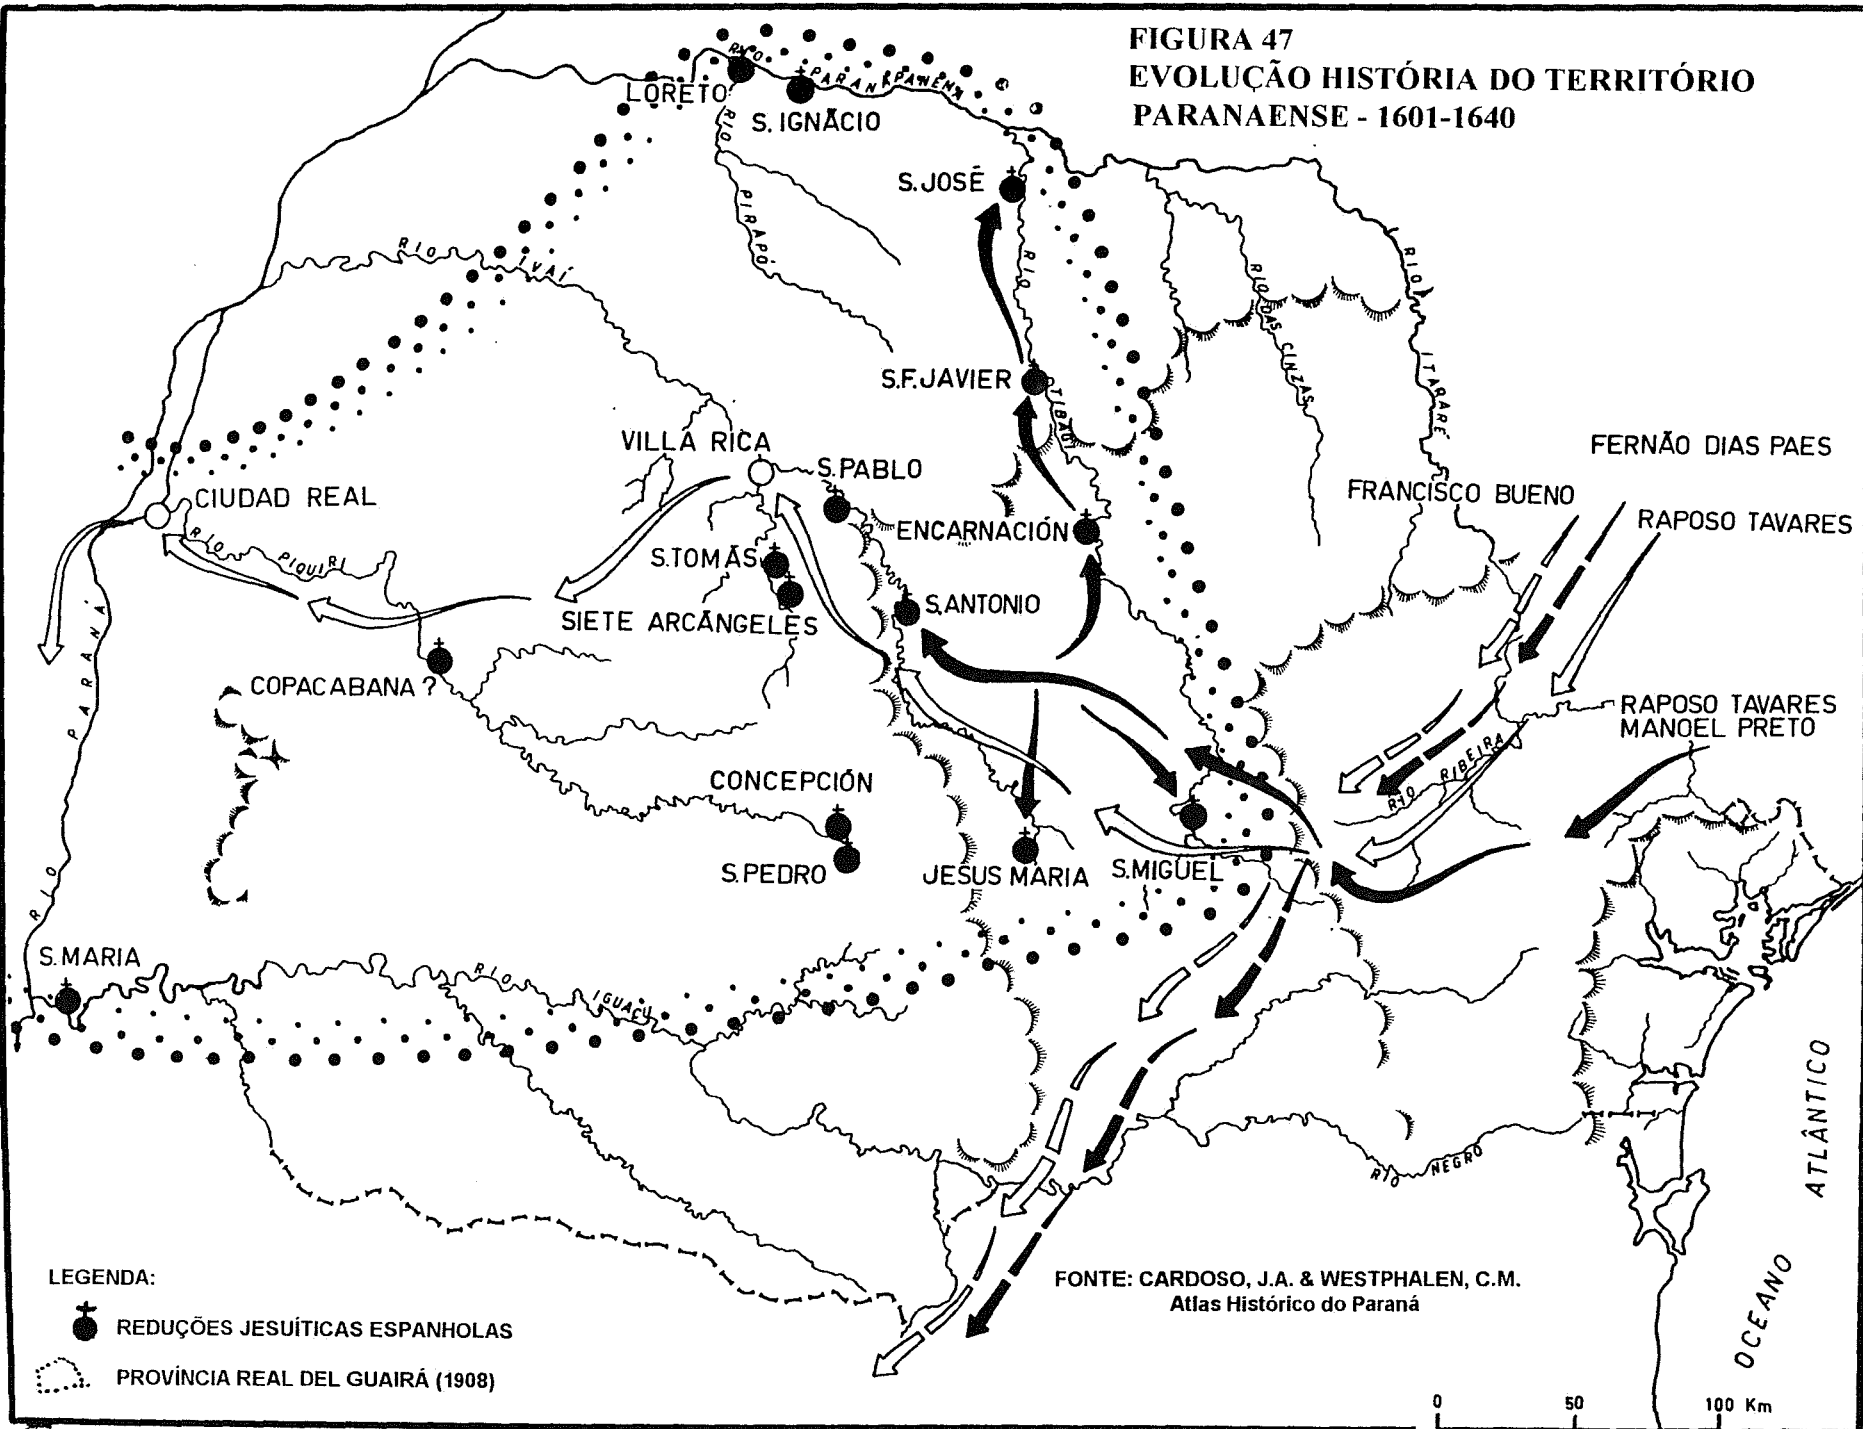 FIGURA 47
EVOLUÇÃO HISTÓRIA DO TERRITÓRIO
PARANAENSE - 1601-1640
RIO PARANAPANEMA
LORETO
S. IGNÁCIO
RIO PIRAPÓ
S. JOSÉ
RIO TIBAGI
RIO IVAÍ
RIO DAS CINZAS
RIO ITARARÉ
S.F. JAVIER
VILLA RICA
S. PABLO
FERNÃO DIAS PAES
FRANCISCO BUENO
RAPOSO TAVARES
CIUDAD REAL
RIO PIQUIRI
ENCARNACIÓN
S. TOMÁS
SIETE ARCÁNGELES
S. ANTONIO
COPACABANA ?
RAPOSO TAVARES
MANOEL PRETO
RIO RIBEIRA
RIO PARANÁ
CONCEPCIÓN
S. PEDRO
JESUS MARIA
S. MIGUEL
S. MARIA
RIO IGUAÇU
RIO NEGRO
OCEANO ATLÂNTICO
LEGENDA:
REDUÇÕES JESUÍTICAS ESPANHOLAS
PROVÍNCIA REAL DEL GUAIRÁ (1908)
FONTE: CARDOSO, J.A. & WESTPHALEN, C.M.
Atlas Histórico do Paraná
0 50 100 Km